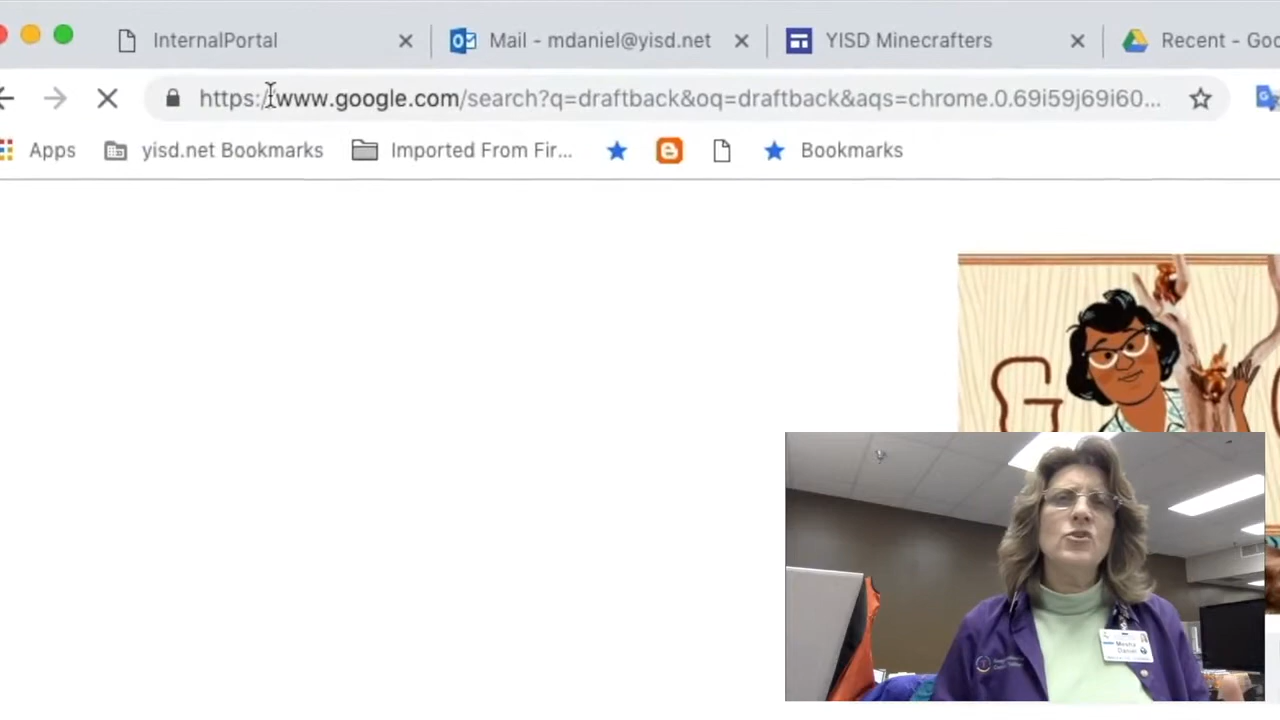 InternalPortal
Mail - mdaniel@yisd.net
YISD Minecrafters
Recent - Goo
https://www.google.com/search?q=draftback&oq=draftback&aqs=chrome.0.69i59j69i60...
Apps
yisd.net Bookmarks
Imported From Fir...
Bookmarks
G